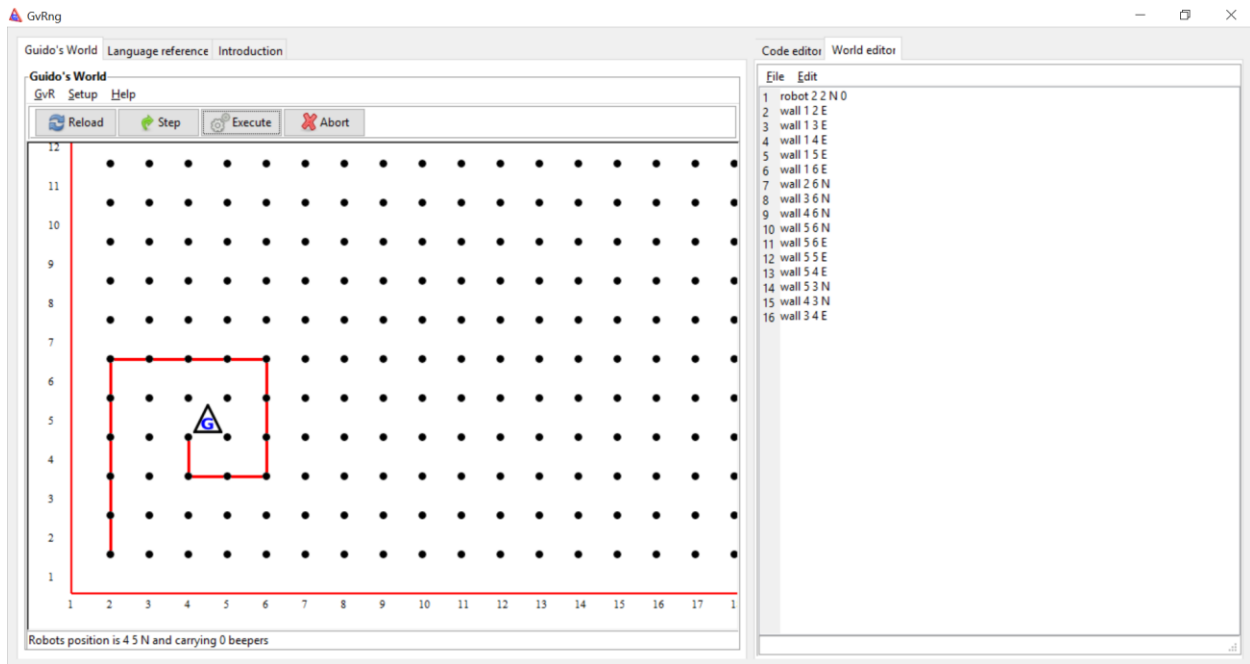 GvRng
Guido's World Language reference Introduction
Guido's World
GvR Setup Help
Reload Step Execute Abort
12
11
10
9
8
7
6
5
4
3
2
1
G
1 2 3 4 5 6 7 8 9 10 11 12 13 14 15 16 17 1
Robots position is 4 5 N and carrying 0 beepers
Code editor World editor
File Edit
1 robot 2 2 N 0
2 wall 1 2 E
3 wall 1 3 E
4 wall 1 4 E
5 wall 1 5 E
6 wall 1 6 E
7 wall 2 6 N
8 wall 3 6 N
9 wall 4 6 N
10 wall 5 6 N
11 wall 5 6 E
12 wall 5 5 E
13 wall 5 4 E
14 wall 5 3 N
15 wall 4 3 N
16 wall 3 4 E